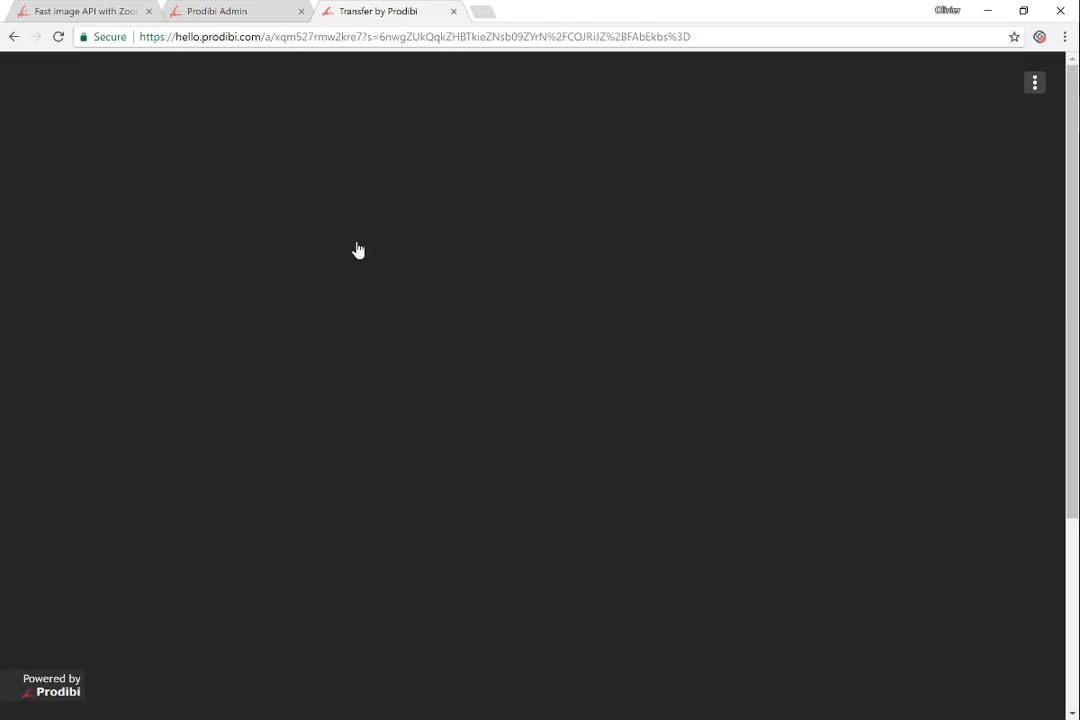 Fast image API with Zoo
Prodibi Admin
Transfer by Prodibi
Olivier
Secure
https://hello.prodibi.com/a/xqm527rmw2kre7?s=6nwgZUkQqkZHBTkieZNsb09ZYrN%2FCOJRiJZ%2BFAbEkbs%3D
Powered by
Prodibi